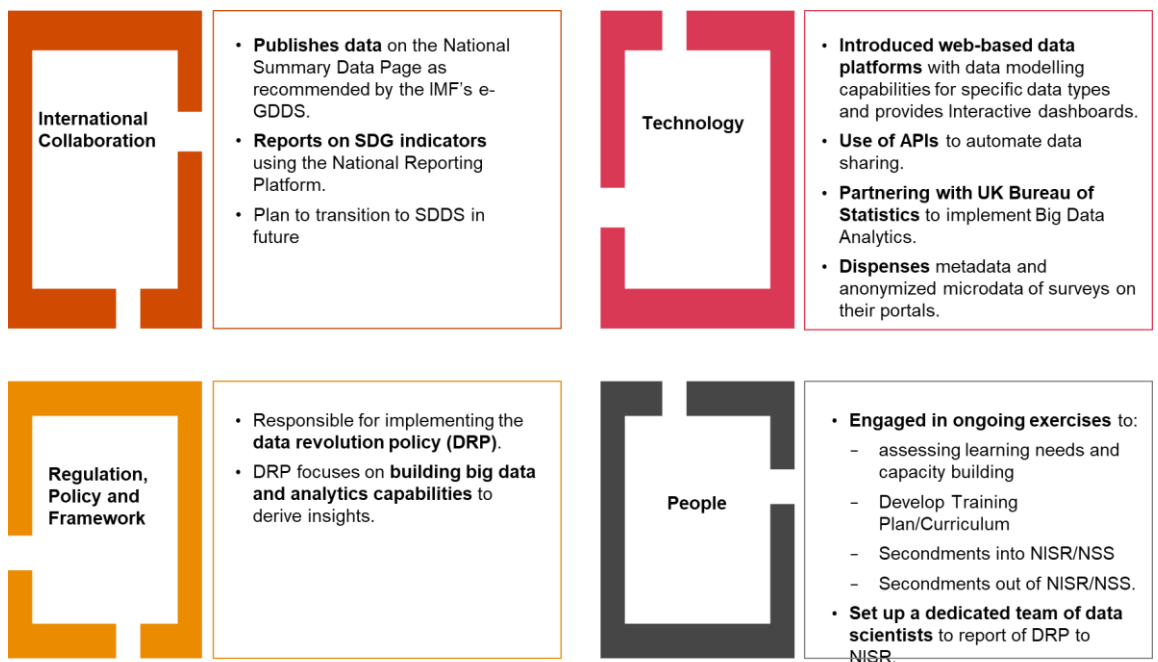 International
Collaboration
• Publishes data on the National
Summary Data Page as
recommended by the IMF's e-
GDDS.
• Reports on SDG indicators
using the National Reporting
Platform.
• Plan to transition to SDDS in
future
Technology
• Introduced web-based data
platforms with data modelling
capabilities for specific data types
and provides Interactive dashboards.
• Use of APIs to automate data
sharing.
• Partnering with UK Bureau of
Statistics to implement Big Data
Analytics.
• Dispenses metadata and
anonymized microdata of surveys on
their portals.
Regulation,
Policy and
Framework
• Responsible for implementing the
data revolution policy (DRP).
• DRP focuses on building big data
and analytics capabilities to
derive insights.
People
• Engaged in ongoing exercises to:
– assessing learning needs and
capacity building
– Develop Training
Plan/Curriculum
– Secondments into NISR/NSS
– Secondments out of NISR/NSS.
• Set up a dedicated team of data
scientists to report of DRP to
NISR.